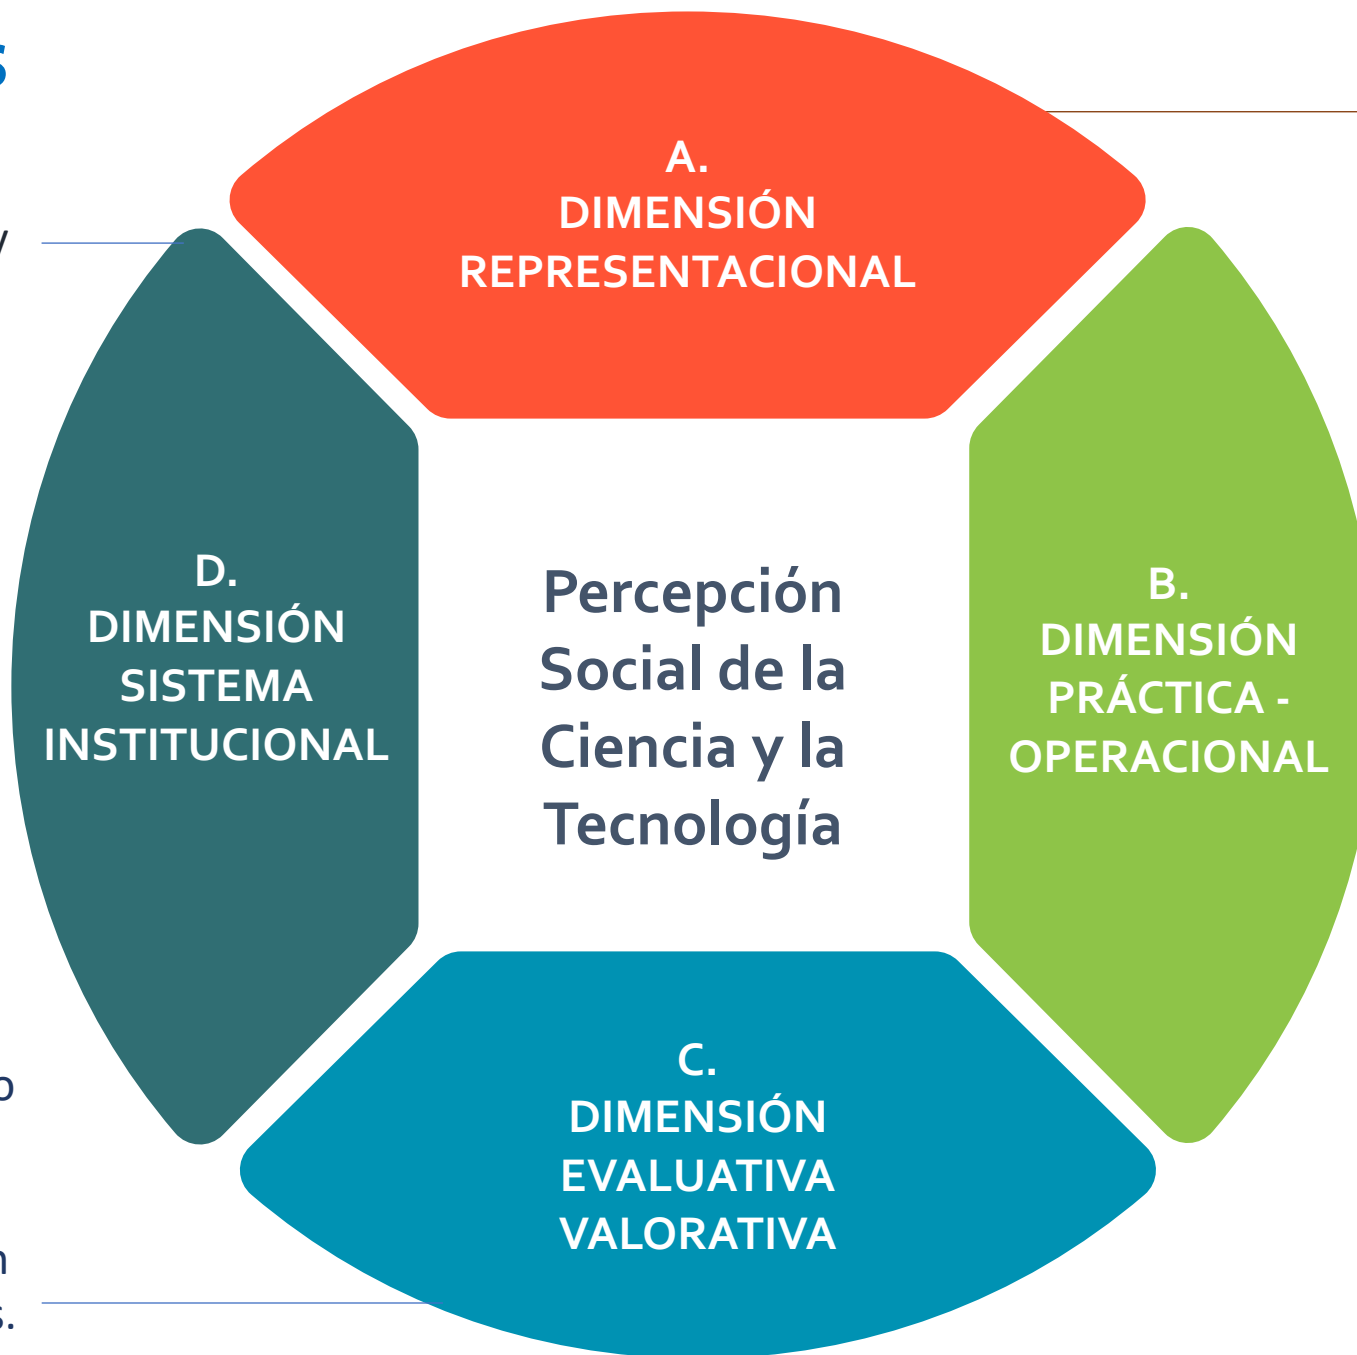 A.
DIMENSIÓN
REPRESENTACIONAL
D.
DIMENSIÓN
SISTEMA
INSTITUCIONAL
Percepción
Social de la
Ciencia y la
Tecnología
B.
DIMENSIÓN
PRÁCTICA -
OPERACIONAL
C.
DIMENSIÓN
EVALUATIVA
VALORATIVA